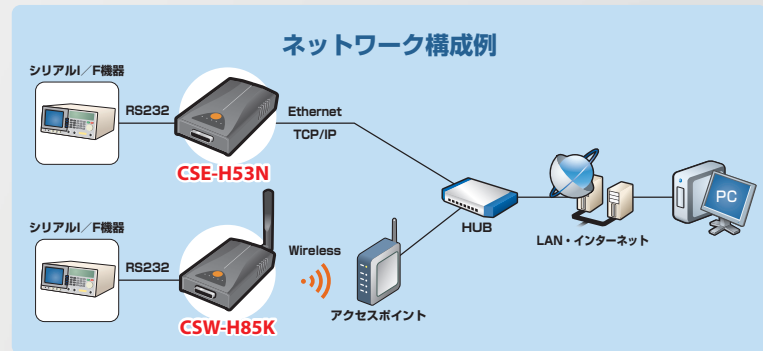 ネットワーク構成例
シリアルI／F機器
RS232
Ethernet
TCP/IP
CSE-H53N
シリアルI／F機器
RS232
Wireless
CSW-H85K
アクセスポイント
HUB
LAN・インターネット
PC